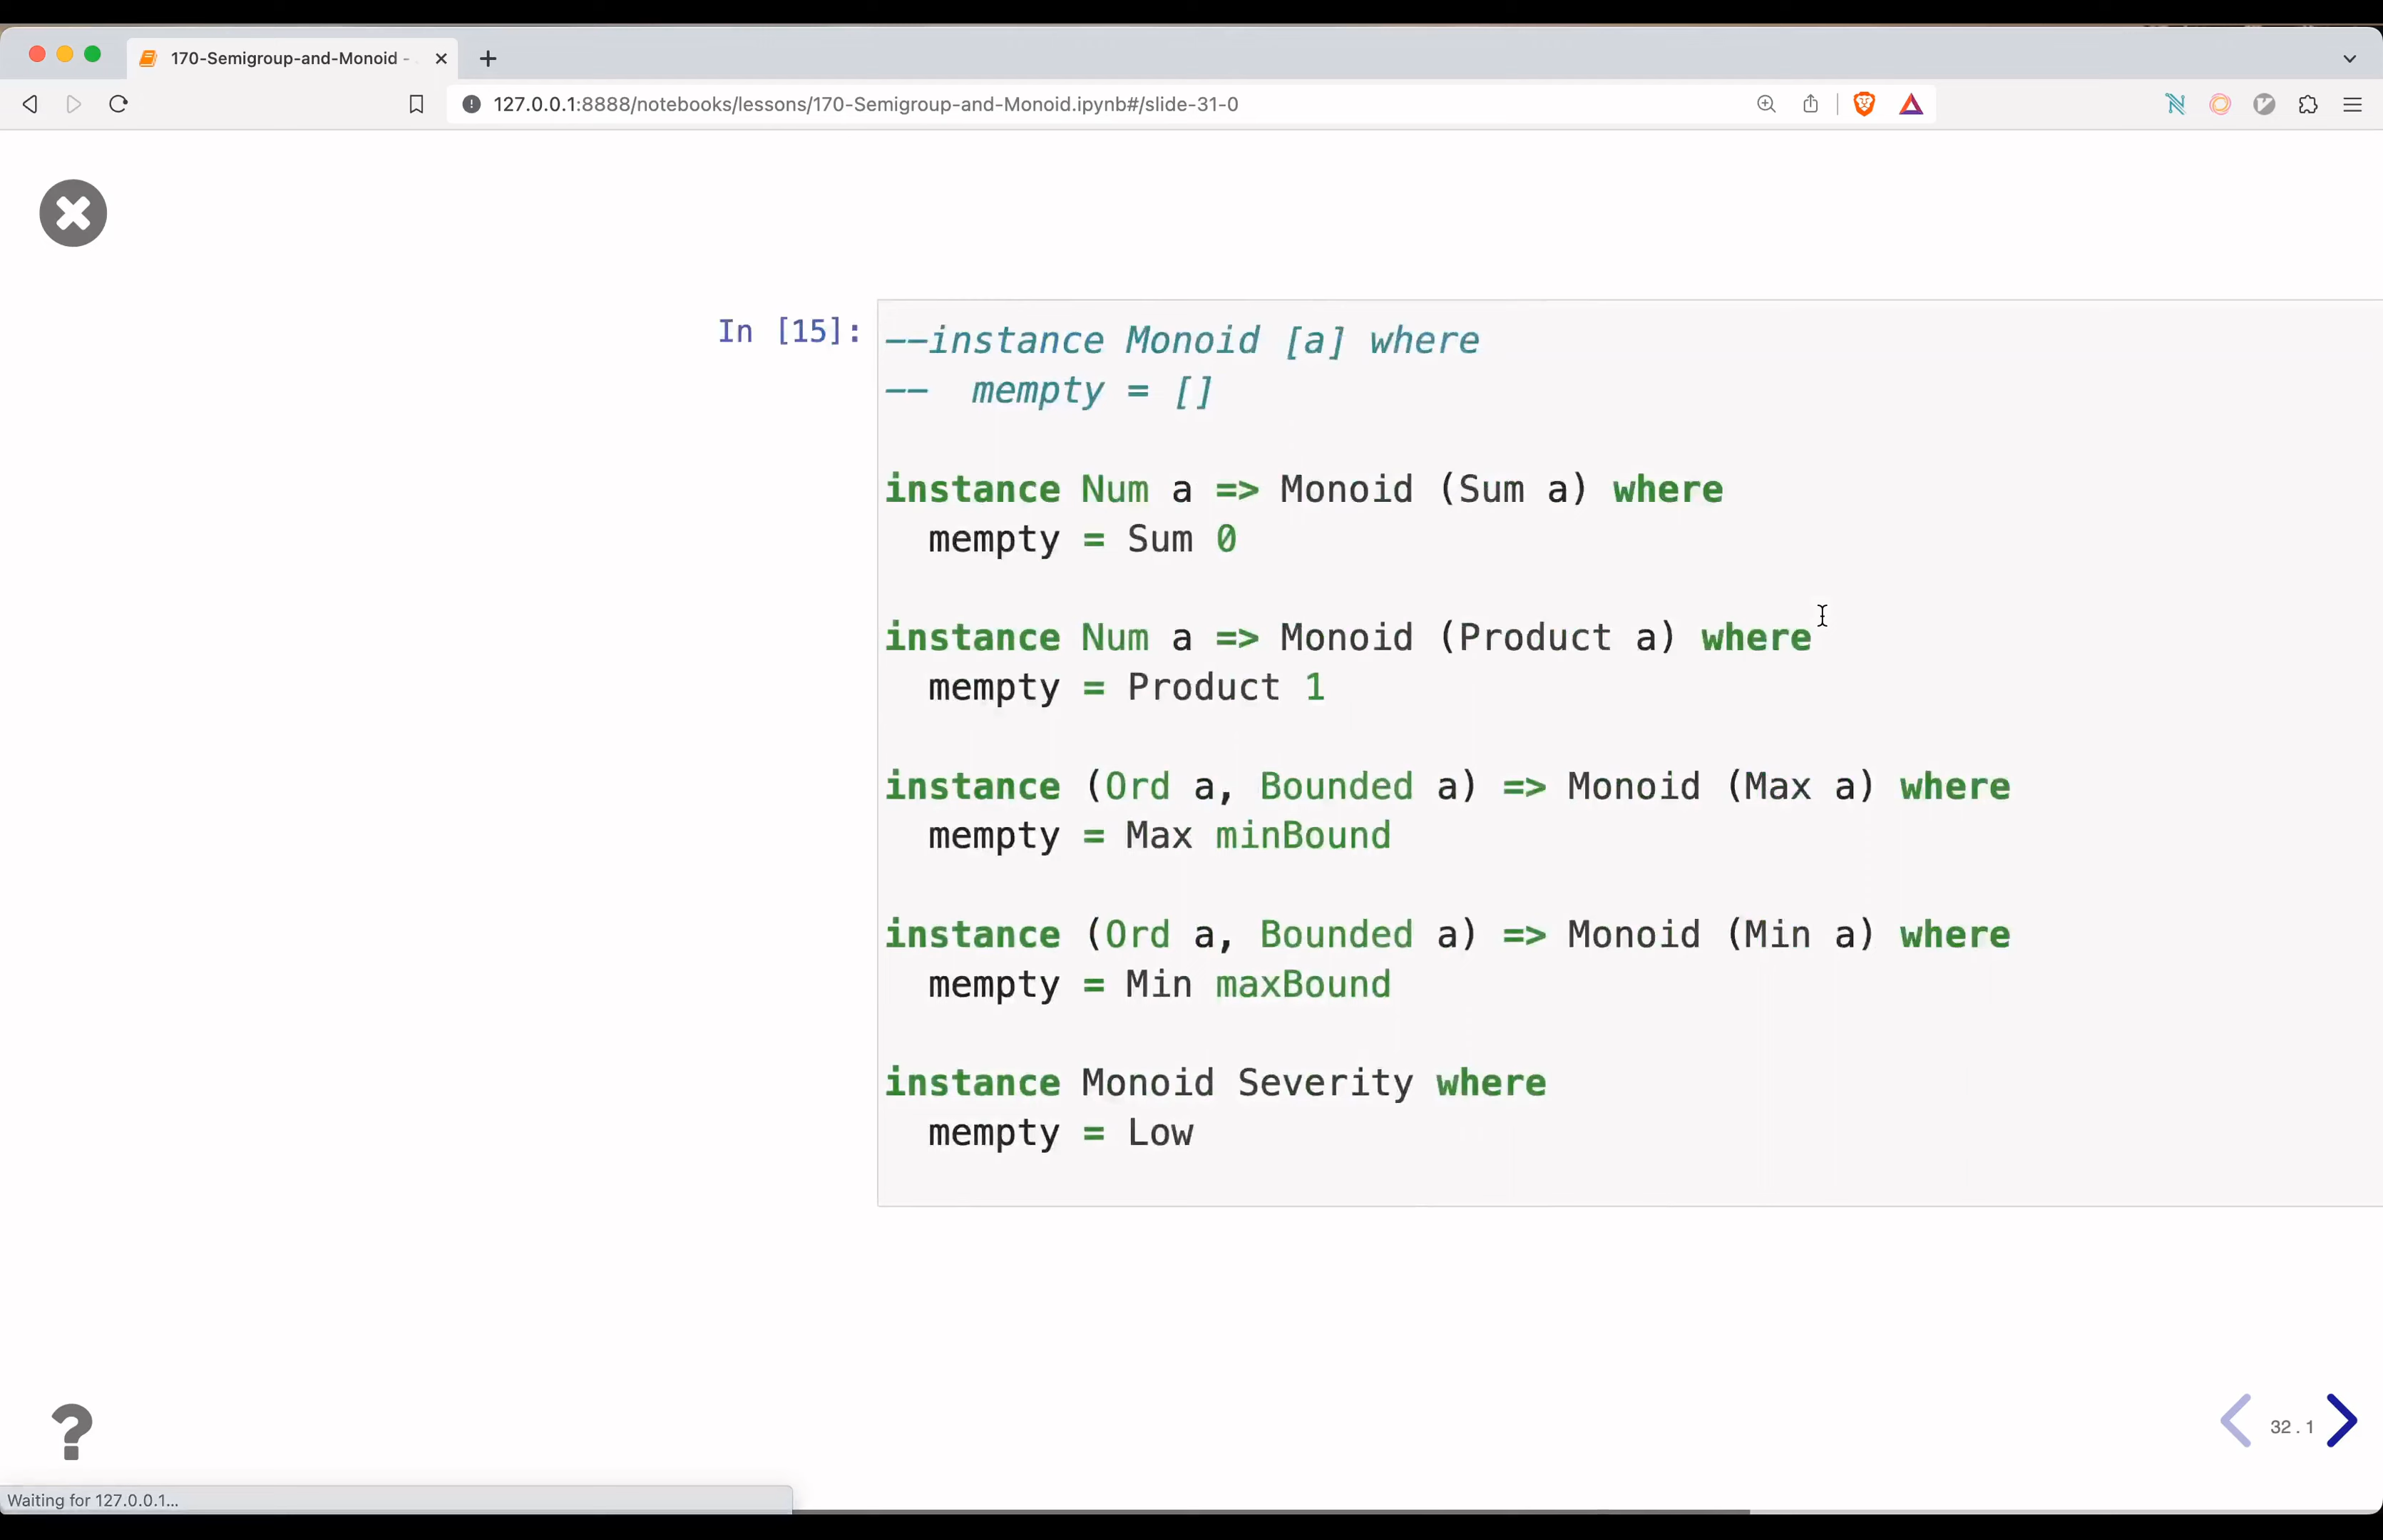 170-Semigroup-and-Monoid -
127.0.0.1:8888/notebooks/lessons/170-Semigroup-and-Monoid.ipynb#/slide-31-0
In [15]:
--instance Monoid [a] where
--  mempty = []
instance Num a => Monoid (Sum a) where
  mempty = Sum 0
instance Num a => Monoid (Product a) where
  mempty = Product 1
instance (Ord a, Bounded a) => Monoid (Max a) where
  mempty = Max minBound
instance (Ord a, Bounded a) => Monoid (Min a) where
  mempty = Min maxBound
instance Monoid Severity where
  mempty = Low
?
32 . 1
Waiting for 127.0.0.1...